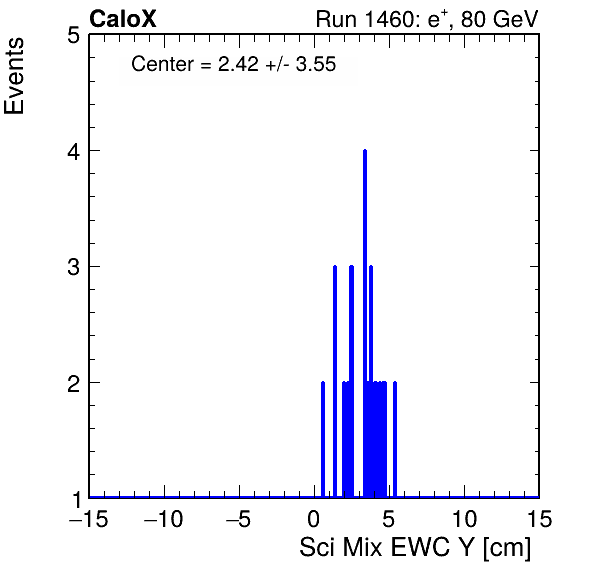 CaloX Run 1460: e⁺, 80 GeV
Center = 2.42 +/- 3.55
Events
5
4
3
2
1
−15 −10 −5 0 5 10 15
Sci Mix EWC Y [cm]